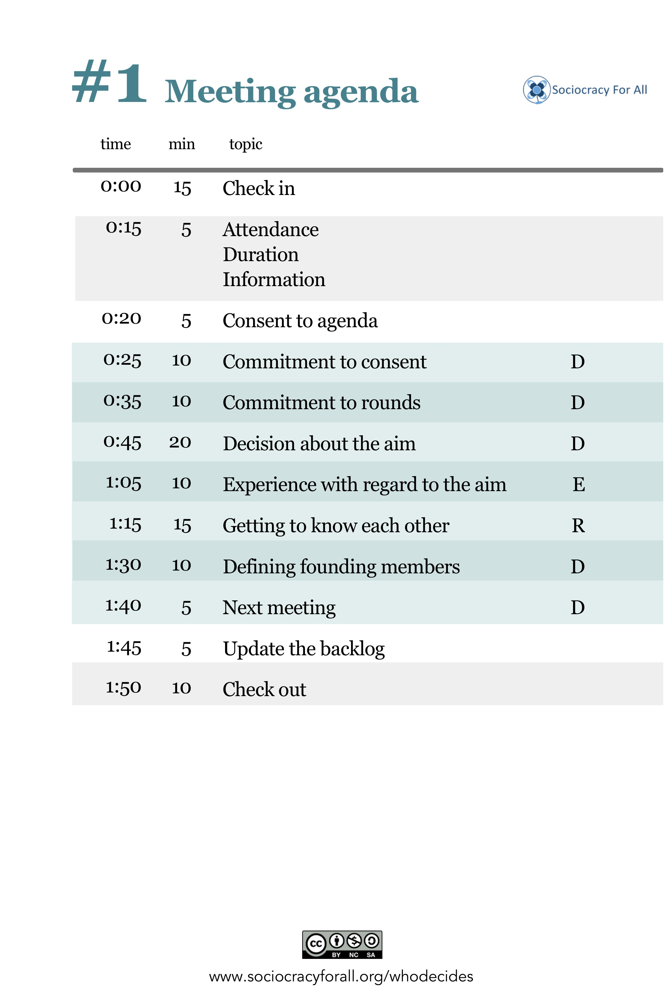 #1 Meeting agenda
Sociocracy For All
time min topic
0:00 15 Check in
0:15 5 Attendance
Duration
Information
0:20 5 Consent to agenda
0:25 10 Commitment to consent D
0:35 10 Commitment to rounds D
0:45 20 Decision about the aim D
1:05 10 Experience with regard to the aim E
1:15 15 Getting to know each other R
1:30 10 Defining founding members D
1:40 5 Next meeting D
1:45 5 Update the backlog
1:50 10 Check out
cc
BY NC SA
www.sociocracyforall.org/whodecides